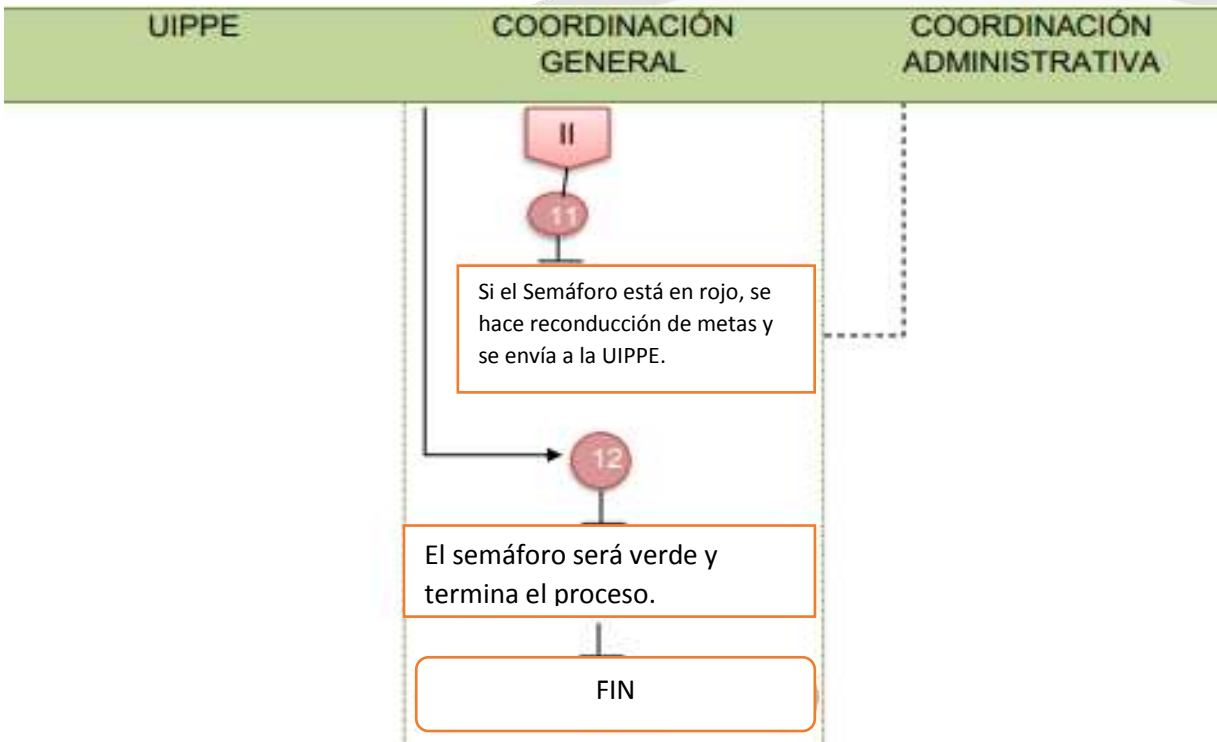 UIPPE
COORDINACIÓN
GENERAL
COORDINACIÓN
ADMINISTRATIVA
II
11
Si el Semáforo está en rojo, se
hace reconducción de metas y
se envía a la UIPPE.
12
El semáforo será verde y
termina el proceso.
FIN